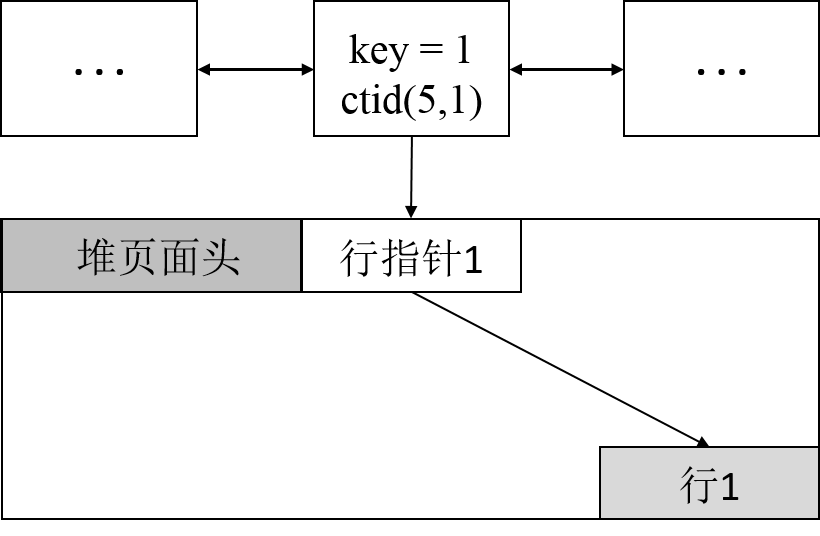 ...
key = 1
ctid(5,1)
...
堆页面头
行指针1
行1